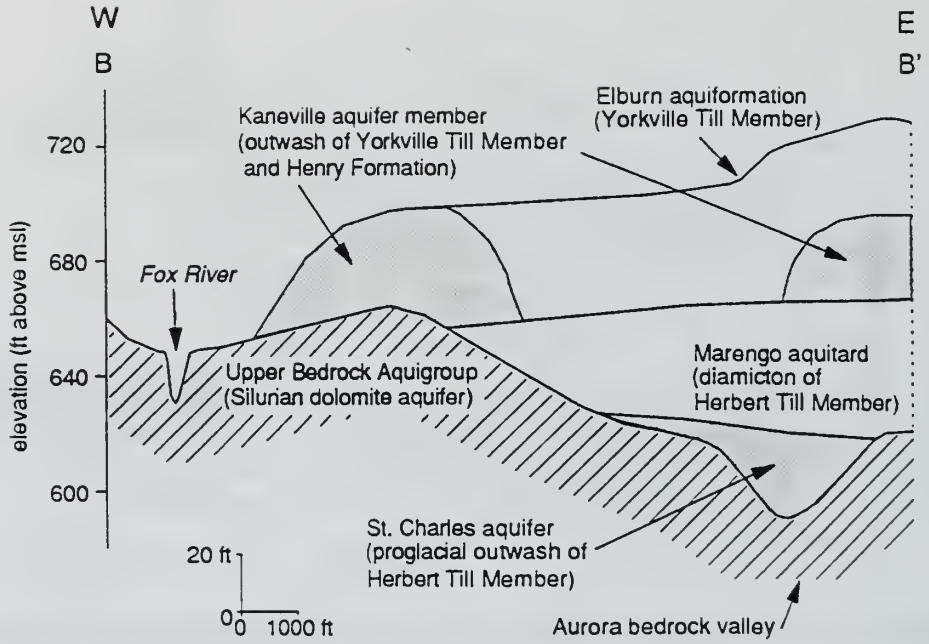 W
E
B
B'
Kaneville aquifer member
(outwash of Yorkville Till Member
and Henry Formation)
Elburn aquiformation
(Yorkville Till Member)
720
680
640
600
elevation (ft above msl)
Fox River
Upper Bedrock Aquigroup
(Silurian dolomite aquifer)
Marengo aquitard
(diamicton of
Herbert Till Member)
St. Charles aquifer
(proglacial outwash of
Herbert Till Member)
20 ft
0
0 1000 ft
Aurora bedrock valley